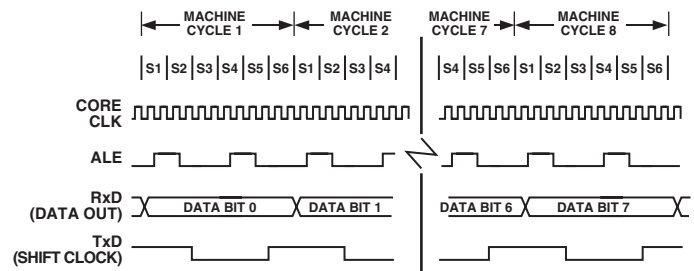 MACHINE CYCLE 1 MACHINE CYCLE 2 MACHINE CYCLE 7 MACHINE CYCLE 8
S1 S2 S3 S4 S5 S6 S1 S2 S3 S4 S4 S5 S6 S1 S2 S3 S4 S5 S6
CORE CLK
ALE
RxD (DATA OUT) DATA BIT 0 DATA BIT 1 DATA BIT 6 DATA BIT 7
TxD (SHIFT CLOCK)